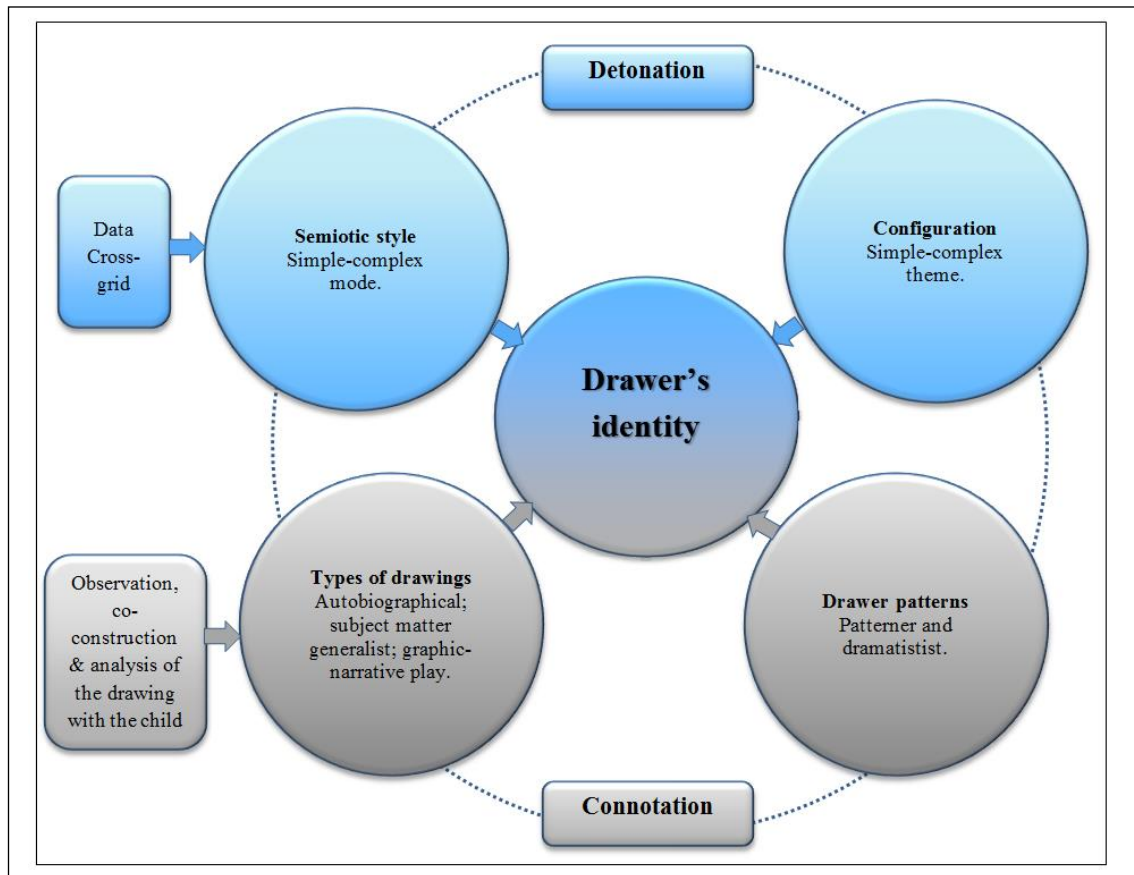 Detonation
Data
Cross-
grid
Semiotic style
Simple-complex
mode.
Configuration
Simple-complex
theme.
Drawer’s
identity
Observation,
co-
construction
& analysis of
the drawing
with the child
Types of drawings
Autobiographical;
subject matter
generalist; graphic-
narrative play.
Drawer patterns
Patterner and
dramatistist.
Connotation